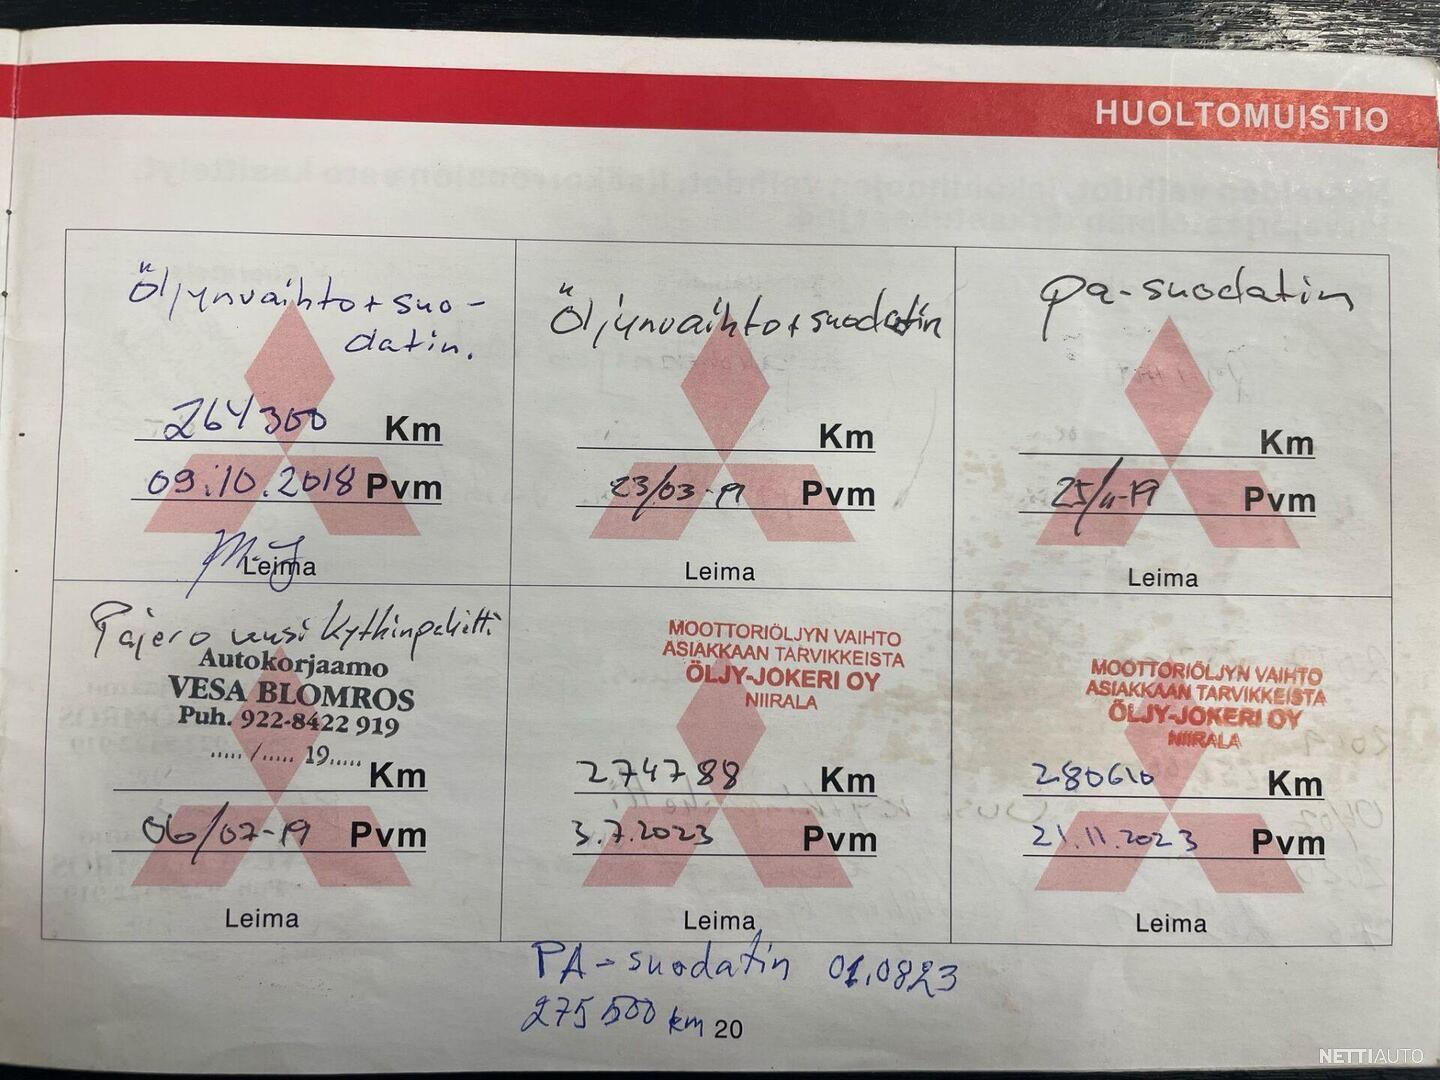 HUOLTOMUISTIO
Öljynvaihto + suo-
datin.
264300 Km
09.10.2018 Pvm
Leima
Öljynvaihto + suodatin
Km
23/03-19 Pvm
Leima
pa-suodatin
Km
25/11-19 Pvm
Leima
Pajero uusi kytkinpaketti
Autokorjaamo
VESA BLOMROS
Puh. 922-8422 919
...../..... 19.....
Km
06/07-19 Pvm
Leima
MOOTTORIÖLJYN VAIHTO
ASIAKKAAN TARVIKKEISTA
ÖLJY-JOKERI OY
NIIRALA
274788 Km
3.7.2023 Pvm
Leima
MOOTTORIÖLJYN VAIHTO
ASIAKKAAN TARVIKKEISTA
ÖLJY-JOKERI OY
NIIRALA
280610 Km
21.11.2023 Pvm
Leima
PA-suodatin 01.0823
275500 km
20
NETTIAUTO